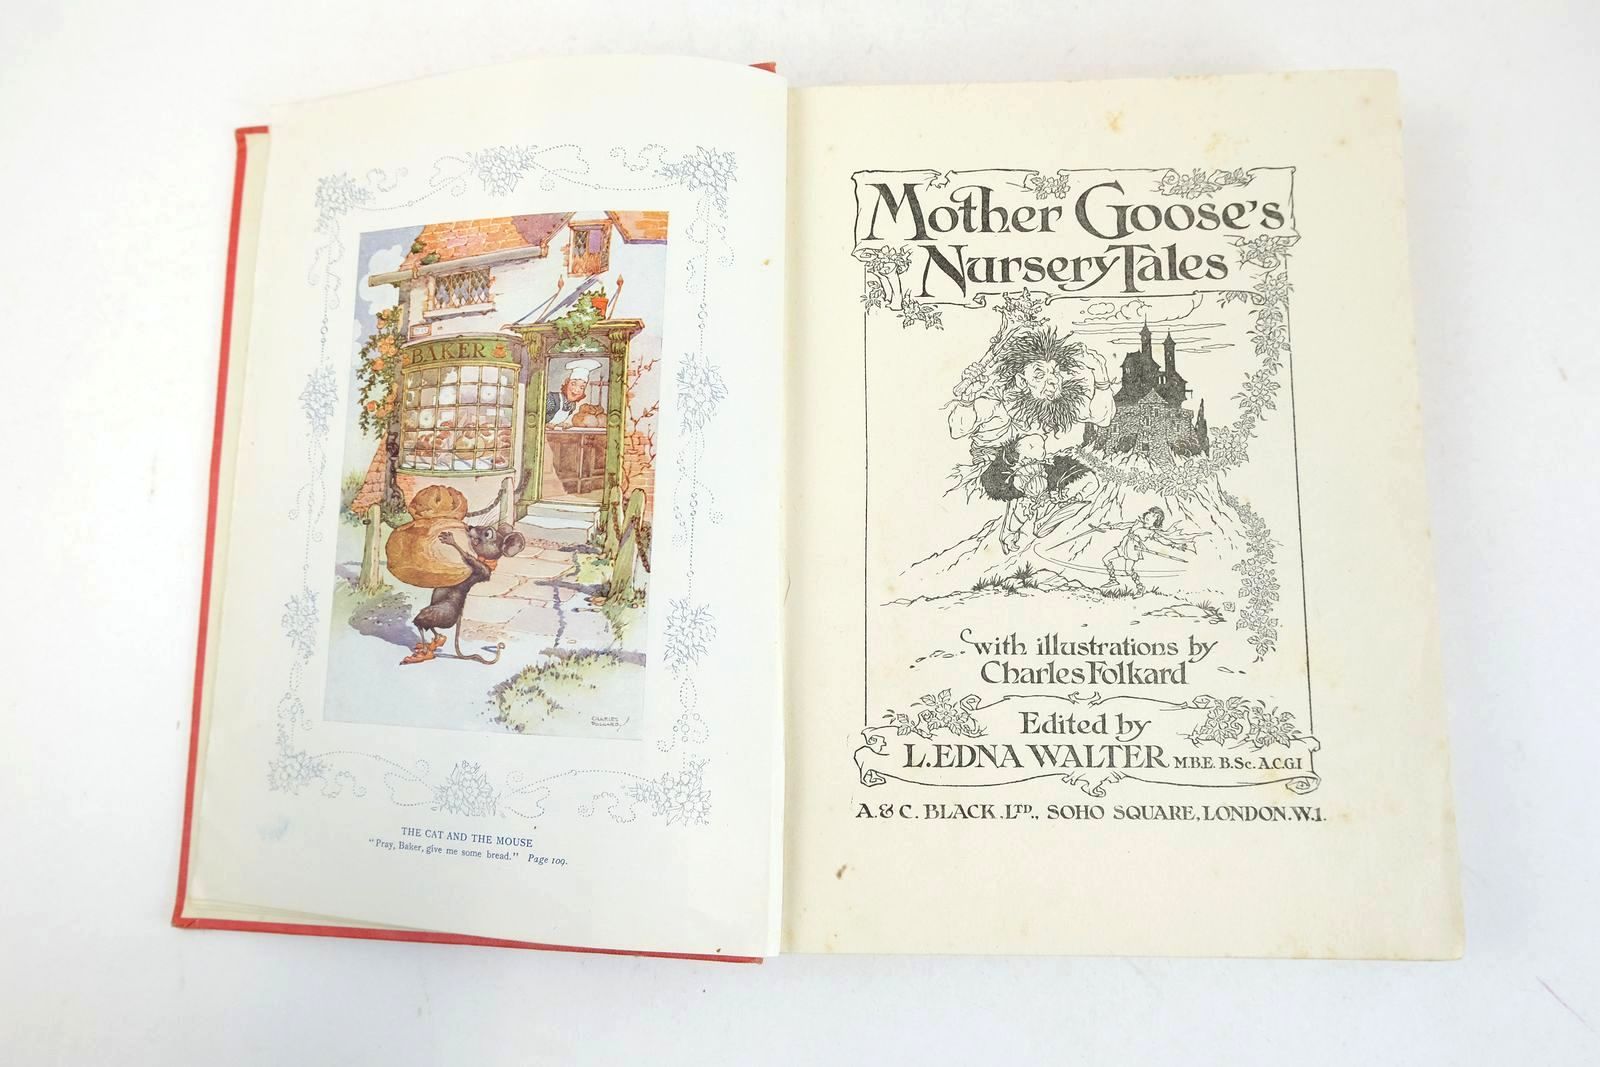 BAKER
CHARLES
FOLKARD
THE CAT AND THE MOUSE
"Pray, Baker, give me some bread." Page 109.
Mother Goose's
Nursery Tales
with illustrations by
Charles Folkard
Edited by
L. EDNA WALTER M.B.E. B.Sc. A.C.G.I
A. & C. BLACK. LTD., SOHO SQUARE, LONDON. W.1.